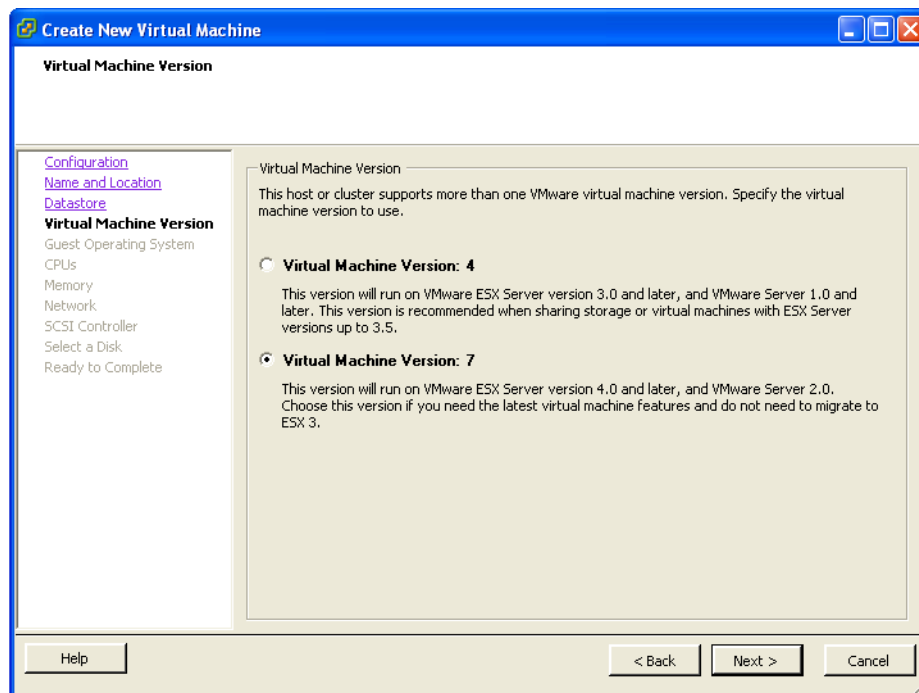 Create New Virtual Machine
Virtual Machine Version
Configuration
Name and Location
Datastore
Virtual Machine Version
Guest Operating System
CPUs
Memory
Network
SCSI Controller
Select a Disk
Ready to Complete
Virtual Machine Version
This host or cluster supports more than one VMware virtual machine version. Specify the virtual
machine version to use.
Virtual Machine Version: 4
This version will run on VMware ESX Server version 3.0 and later, and VMware Server 1.0 and
later. This version is recommended when sharing storage or virtual machines with ESX Server
versions up to 3.5.
Virtual Machine Version: 7
This version will run on VMware ESX Server version 4.0 and later, and VMware Server 2.0.
Choose this version if you need the latest virtual machine features and do not need to migrate to
ESX 3.
Help
< Back
Next >
Cancel